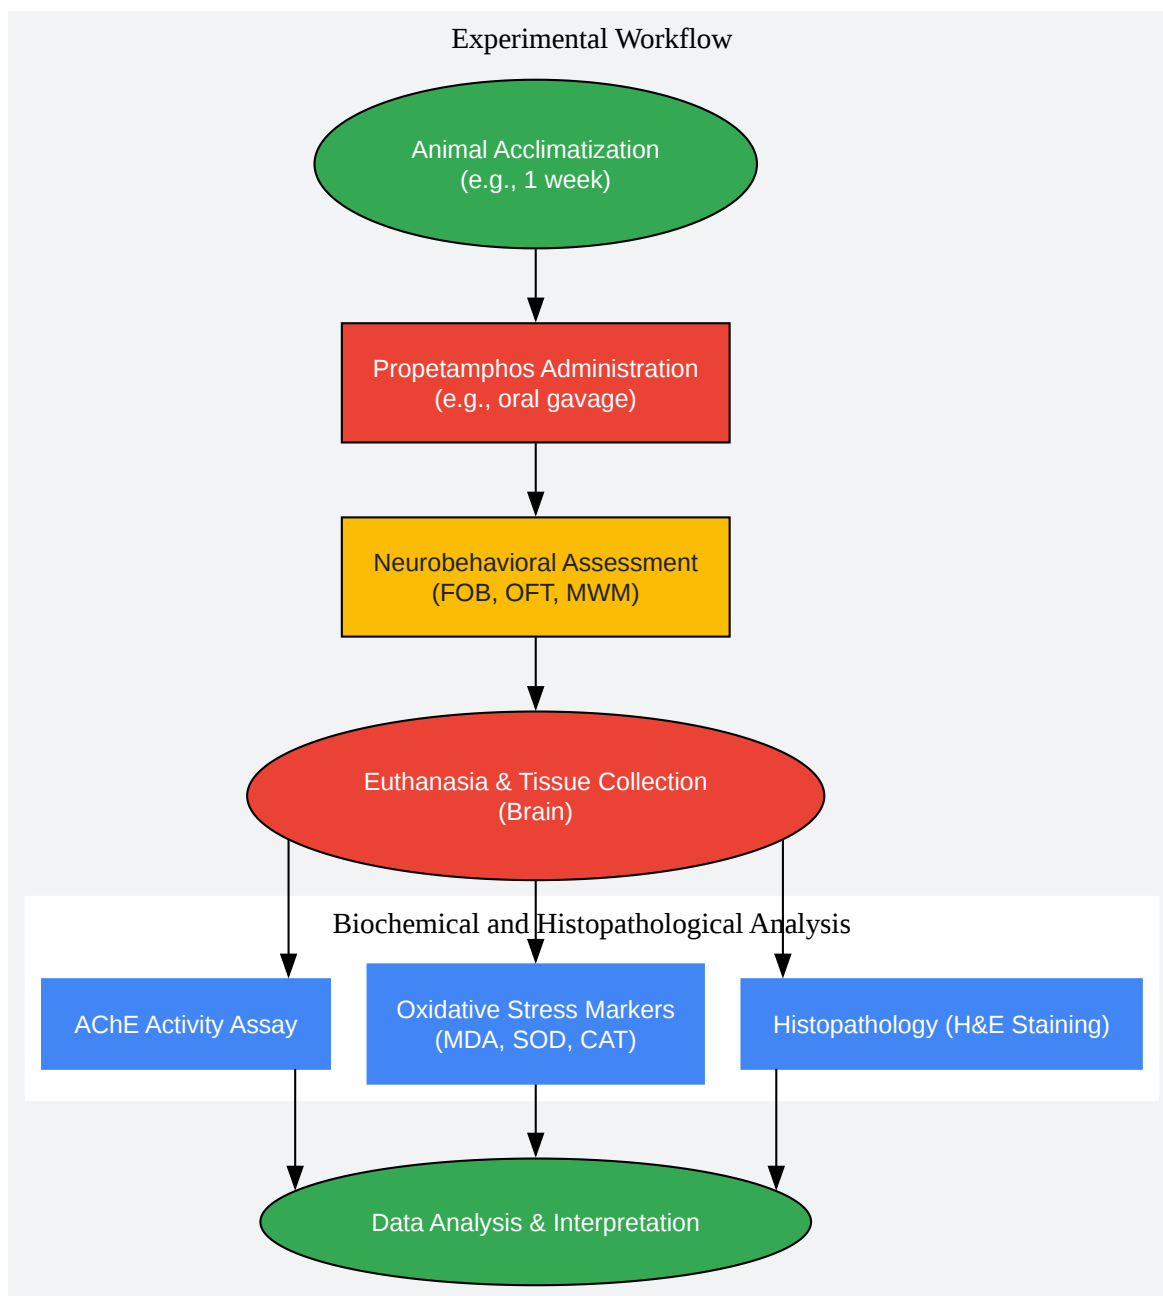 Experimental Workflow
Animal Acclimatization
(e.g., 1 week)
Propetamphos Administration
(e.g., oral gavage)
Neurobehavioral Assessment
(FOB, OFT, MWM)
Euthanasia & Tissue Collection
(Brain)
Biochemical and Histopathological Analysis
AChE Activity Assay
Oxidative Stress Markers
(MDA, SOD, CAT)
Histopathology (H&E Staining)
Data Analysis & Interpretation